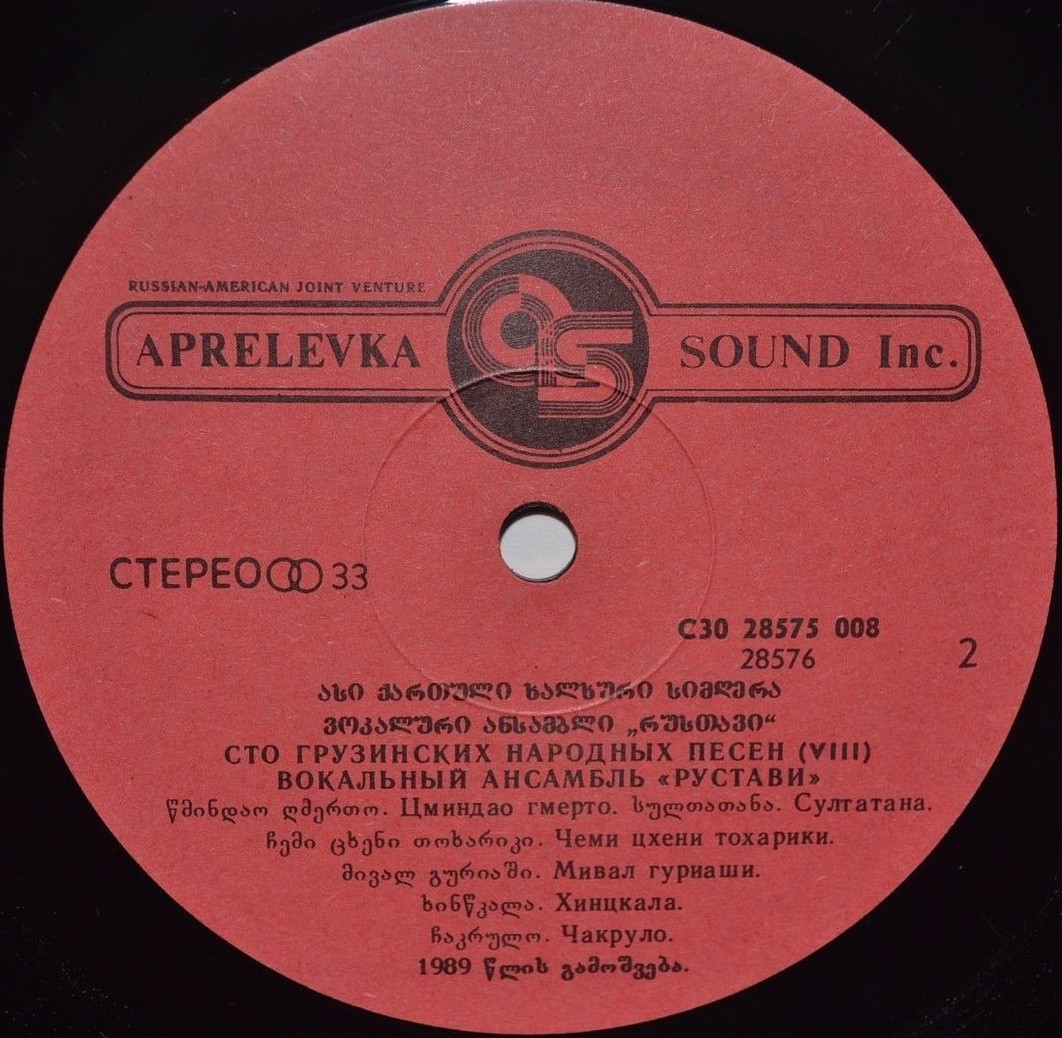 RUSSIAN-AMERICAN JOINT VENTURE
APRELEVKA SOUND Inc.
СТЕРЕО 33
С30 28575 008
28576
2
ასი ქართული ხალხური სიმღერა
ვოკალური ანსამბლი „რუსთავი“
СТО ГРУЗИНСКИХ НАРОДНЫХ ПЕСЕН (VIII)
ВОКАЛЬНЫЙ АНСАМБЛЬ «РУСТАВИ»
წმინდაო ღმერთო. Цминдао гмерто. სულთათანა. Султатана.
ჩემი ცხენი თოხარიკი. Чеми цхени тохарики.
მივალ გურიაში. Мивал гуриаши.
ხინწკალა. Хинцкала.
ჩაკრულო. Чакруло.
1989 წლის გამოშვება.